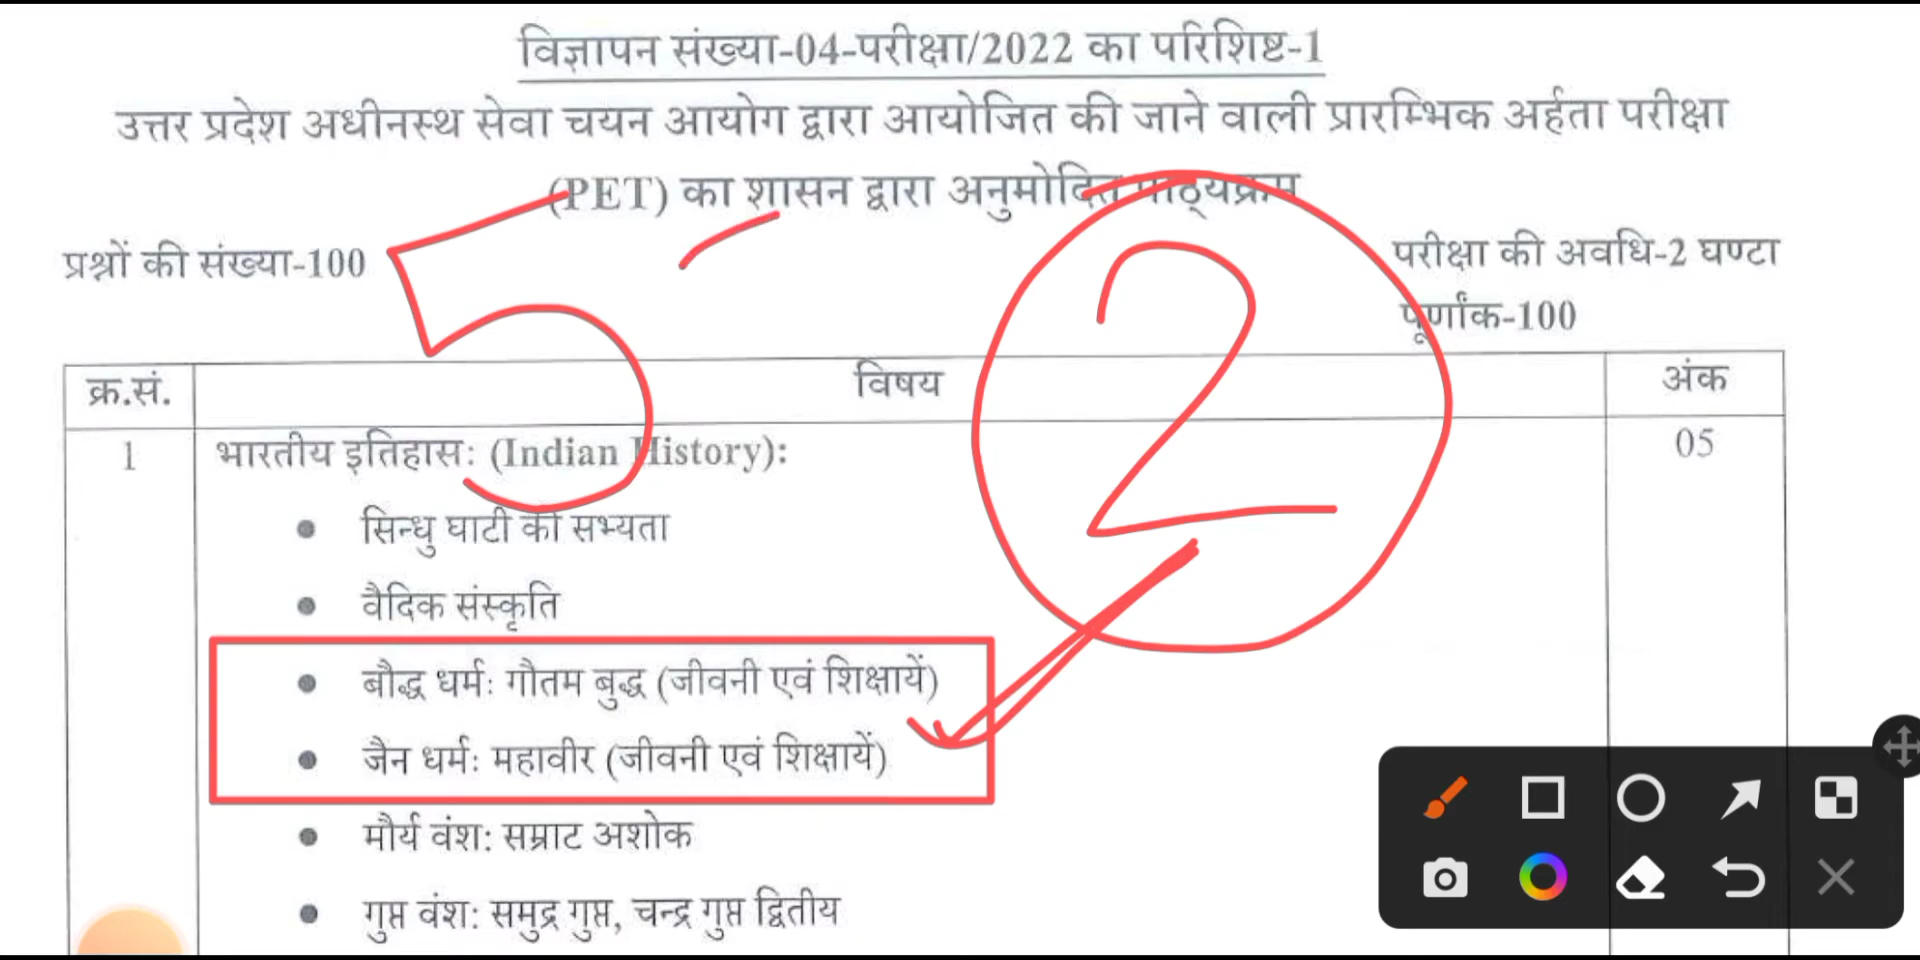 विज्ञापन संख्या-04-परीक्षा/2022 का परिशिष्ट-1
उत्तर प्रदेश अधीनस्थ सेवा चयन आयोग द्वारा आयोजित की जाने वाली प्रारम्भिक अर्हता परीक्षा
(PET) का शासन द्वारा अनुमोदित पाठ्यक्रम
प्रश्नों की संख्या-100
परीक्षा की अवधि-2 घण्टा
पूर्णांक-100
5
2
क्र.सं. विषय अंक
1 भारतीय इतिहास: (Indian History): 05
• सिन्धु घाटी की सभ्यता
• वैदिक संस्कृति
• बौद्ध धर्म: गौतम बुद्ध (जीवनी एवं शिक्षायें)
• जैन धर्म: महावीर (जीवनी एवं शिक्षायें)
• मौर्य वंश: सम्राट अशोक
• गुप्त वंश: समुद्र गुप्त, चन्द्र गुप्त द्वितीय